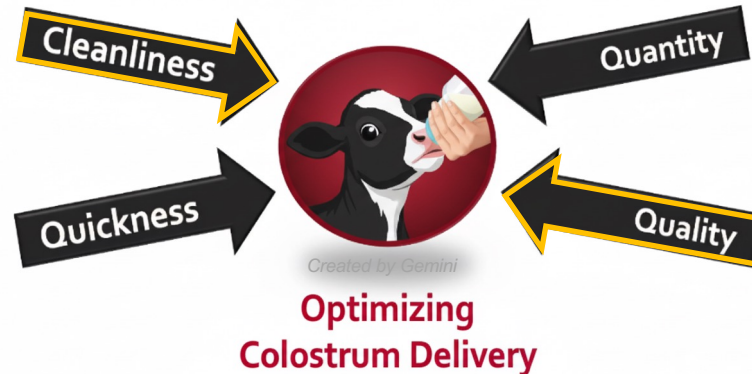 Cleanliness
Quantity
Quickness
Quality
Created by Gemini
Optimizing
Colostrum Delivery